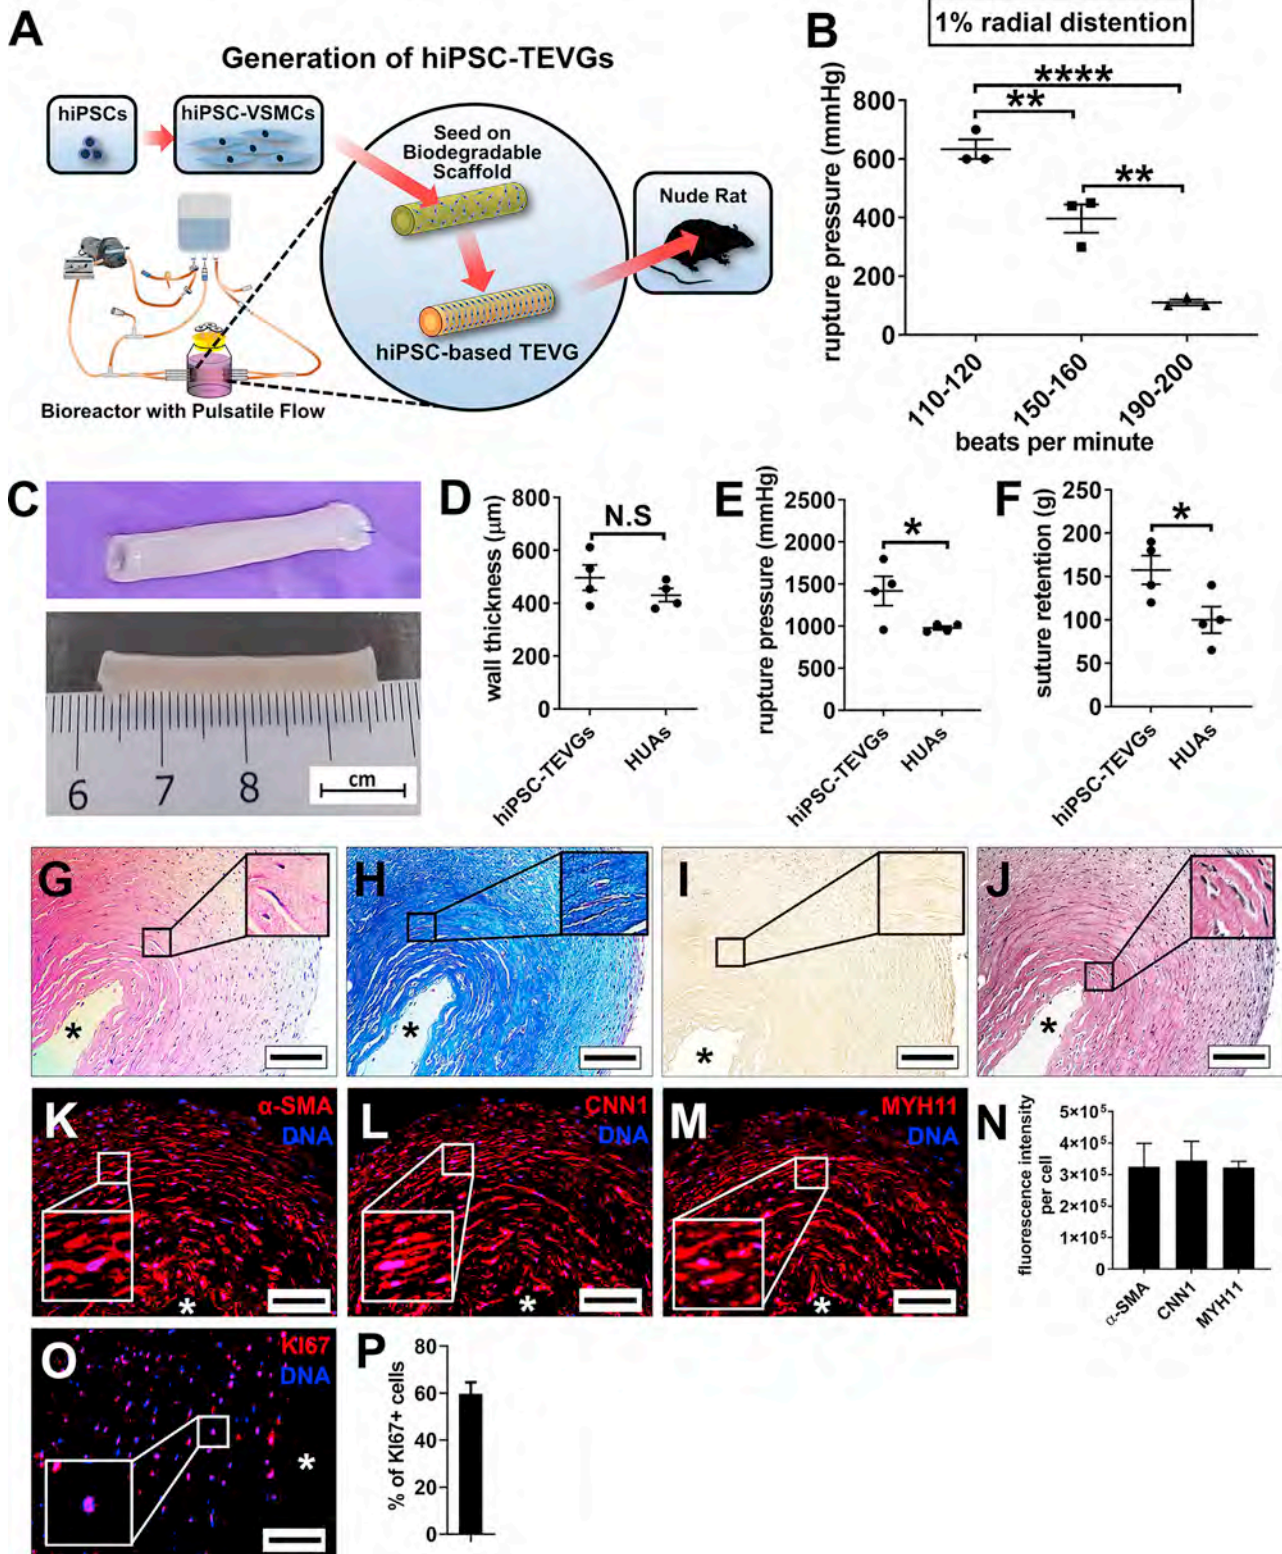 A
Generation of hiPSC-TEVGs
hiPSCs
hiPSC-VSMCs
Seed on
Biodegradable
Scaffold
Nude Rat
hiPSC-based TEVG
Bioreactor with Pulsatile Flow
B
1% radial distention
****
**
**
rupture pressure (mmHg)
800
600
400
200
0
110-120
150-160
190-200
beats per minute
C
6 7 8
cm
D
wall thickness (μm)
800
600
400
200
0
N.S
hiPSC-TEVGs
HUAs
E
rupture pressure (mmHg)
2500
2000
1500
1000
500
0
*
hiPSC-TEVGs
HUAs
F
suture retention (g)
250
200
150
100
50
0
*
hiPSC-TEVGs
HUAs
G
*
H
*
I
*
J
*
K
α-SMA
DNA
*
L
CNN1
DNA
*
M
MYH11
DNA
*
N
fluorescence intensity
per cell
5×10⁵
4×10⁵
3×10⁵
2×10⁵
1×10⁵
0
α-SMA
CNN1
MYH11
O
KI67
DNA
*
P
% of KI67+ cells
80
60
40
20
0